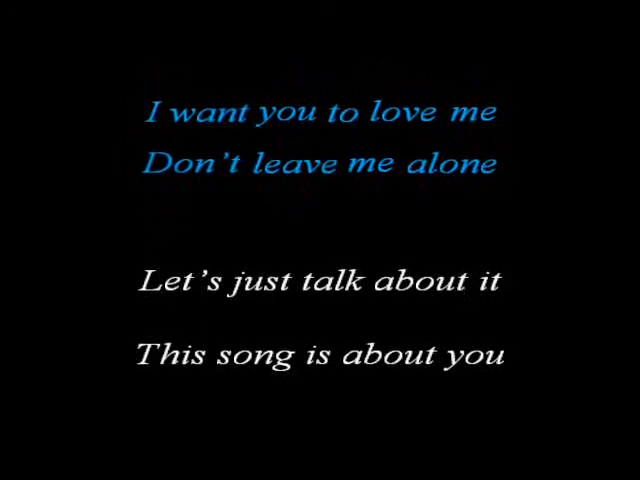 I want you to love me
Don't leave me alone
Let's just talk about it
This song is about you